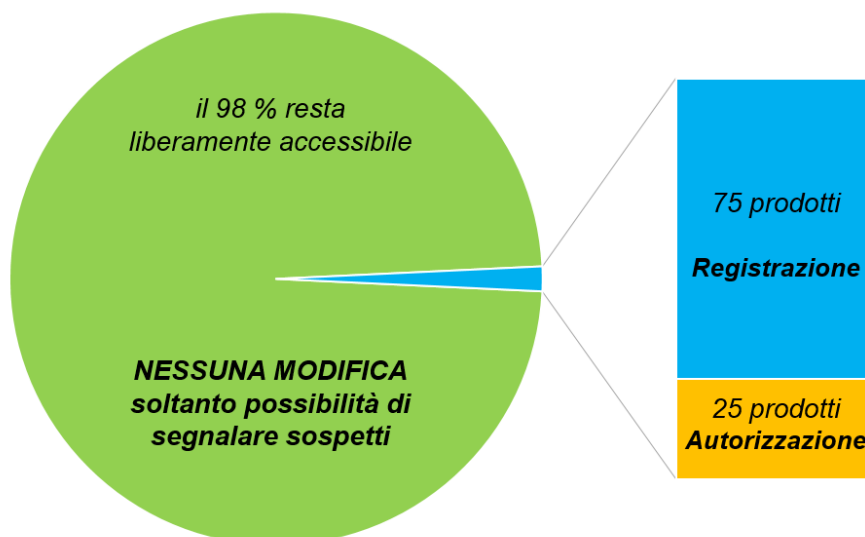 il 98 % resta
liberamente accessibile
NESSUNA MODIFICA
soltanto possibilità di
segnalare sospetti
75 prodotti
Registrazione
25 prodotti
Autorizzazione